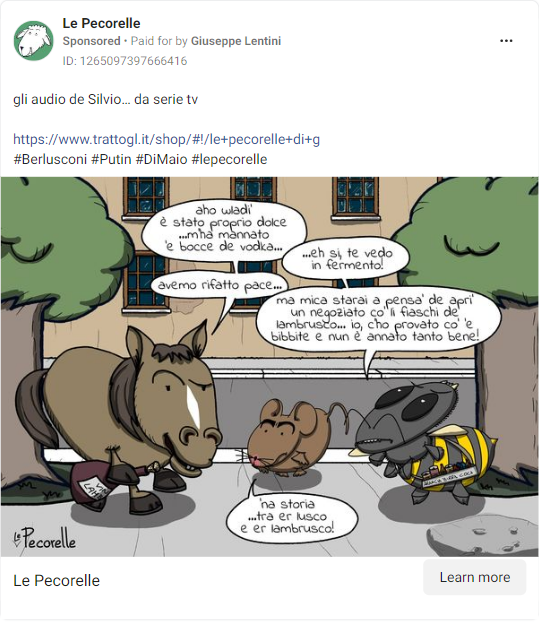 Le Pecorelle
Sponsored • Paid for by Giuseppe Lentini
ID: 1265097397666416
gli audio de Silvio... da serie tv
https://www.trattogl.it/shop/#!/le+pecorelle+di+g
#Berlusconi #Putin #DiMaio #lepecorelle
aho wladi'
è stato proprio dolce
...m'ha mannato
'e bocce de vodka...
avemo rifatto pace...
...eh si, te vedo
in fermento!
ma mica starai a pensa' de apri'
un negoziato co' li fiaschi de
lambrusco... io, c'ho provato co' 'e
bibbite e nun è annato tanto bene!
'na storia
...tra er lusco
e er lambrusco!
Le Pecorelle
Le Pecorelle
Learn more